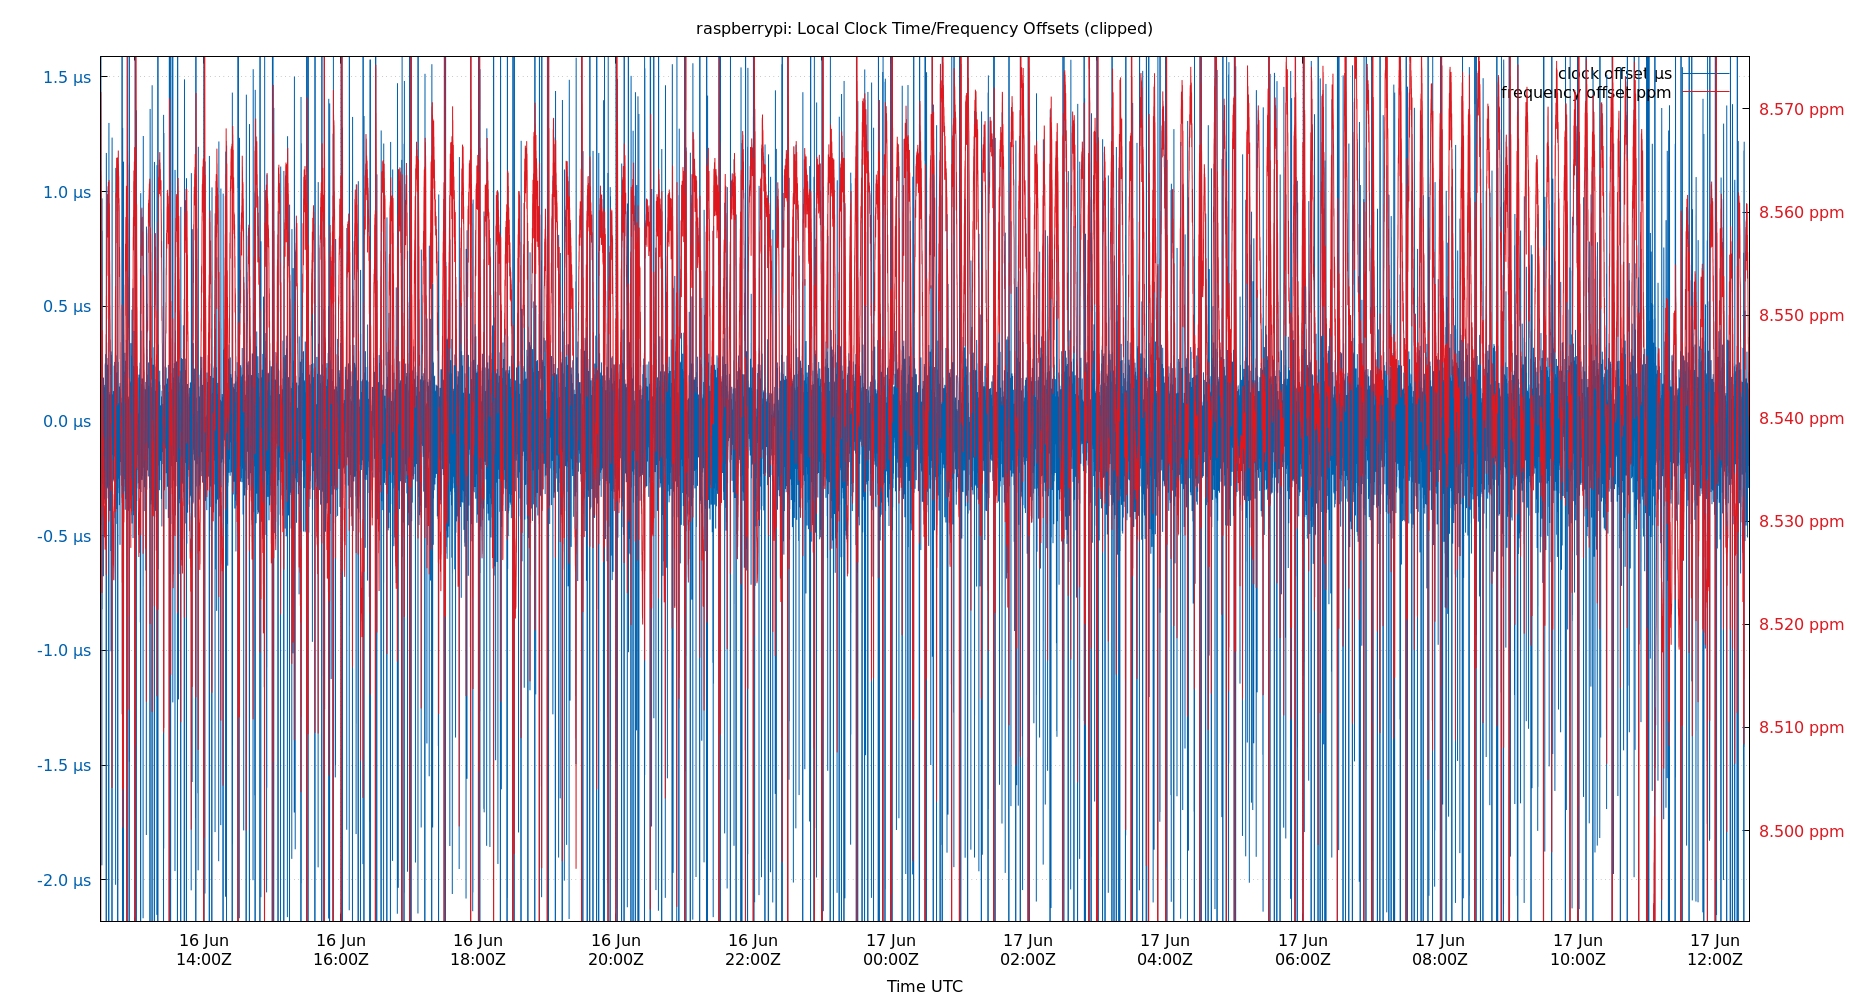 raspberrypi: Local Clock Time/Frequency Offsets (clipped)
clock offset µs
frequency offset ppm
1.5 µs
1.0 µs
0.5 µs
0.0 µs
-0.5 µs
-1.0 µs
-1.5 µs
-2.0 µs
8.570 ppm
8.560 ppm
8.550 ppm
8.540 ppm
8.530 ppm
8.520 ppm
8.510 ppm
8.500 ppm
16 Jun 16 Jun 16 Jun 16 Jun 16 Jun 17 Jun 17 Jun 17 Jun 17 Jun 17 Jun 17 Jun 17 Jun
14:00Z 16:00Z 18:00Z 20:00Z 22:00Z 00:00Z 02:00Z 04:00Z 06:00Z 08:00Z 10:00Z 12:00Z
Time UTC